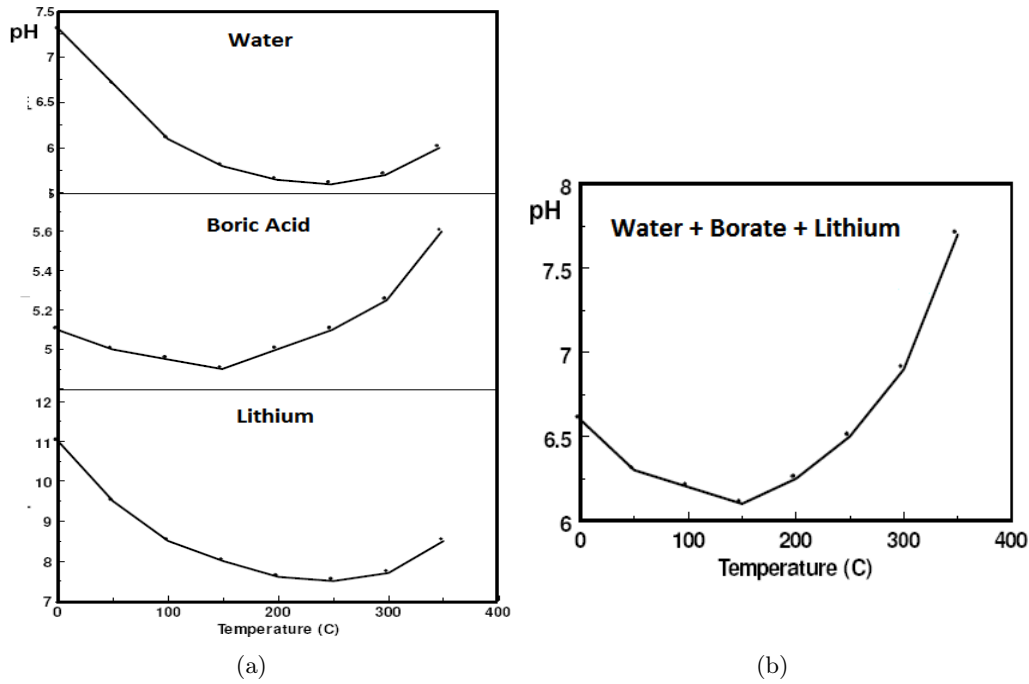 pH
Water
7.5
7
6.5
6
5
Boric Acid
5.6
5.4
5.2
5
Lithium
12
11
10
9
8
7
0 100 200 300 400
Temperature (C)
(a)
pH
Water + Borate + Lithium
8
7.5
7
6.5
6
0 100 200 300 400
Temperature (C)
(b)